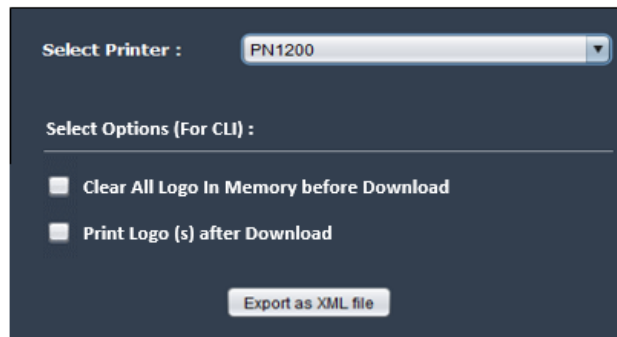 Select Printer : PN1200
Select Options (For CLI) :
Clear All Logo In Memory before Download
Print Logo (s) after Download
Export as XML file